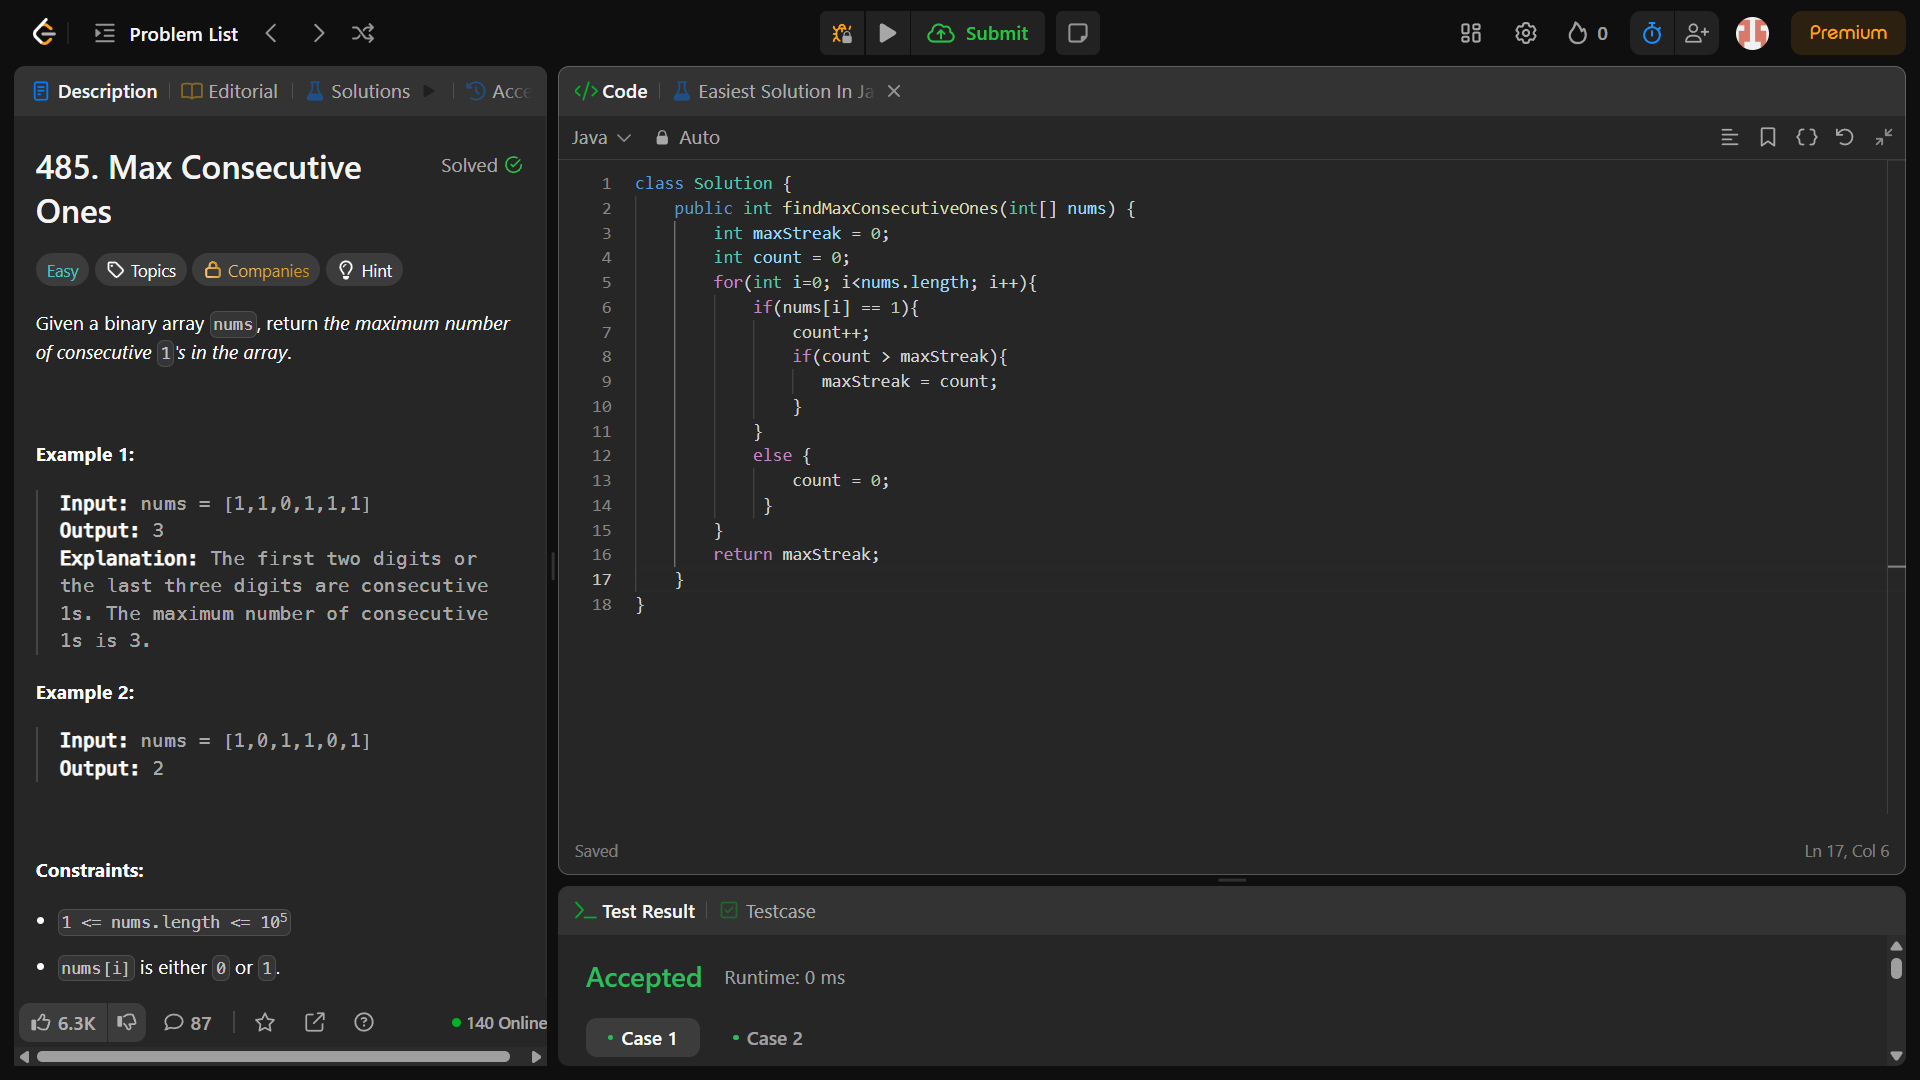 Problem List
Submit
0
Premium
Description
Editorial
Solutions
Acce
485. Max Consecutive
Ones
Solved
Easy
Topics
Companies
Hint
Given a binary array nums, return the maximum number
of consecutive 1's in the array.
Example 1:
Input: nums = [1,1,0,1,1,1]
Output: 3
Explanation: The first two digits or
the last three digits are consecutive
1s. The maximum number of consecutive
1s is 3.
Example 2:
Input: nums = [1,0,1,1,0,1]
Output: 2
Constraints:
• 1 <= nums.length <= 10⁵
• nums[i] is either 0 or 1.
6.3K
87
140 Online
</> Code
Easiest Solution In Ja
Java
Auto
1 class Solution {
2     public int findMaxConsecutiveOnes(int[] nums) {
3         int maxStreak = 0;
4         int count = 0;
5         for(int i=0; i<nums.length; i++){
6             if(nums[i] == 1){
7                 count++;
8                 if(count > maxStreak){
9                    maxStreak = count;
10                 }
11             }
12             else {
13                 count = 0;
14              }
15         }
16         return maxStreak;
17     }
18 }
Saved
Ln 17, Col 6
Test Result
Testcase
Accepted
Runtime: 0 ms
• Case 1
• Case 2